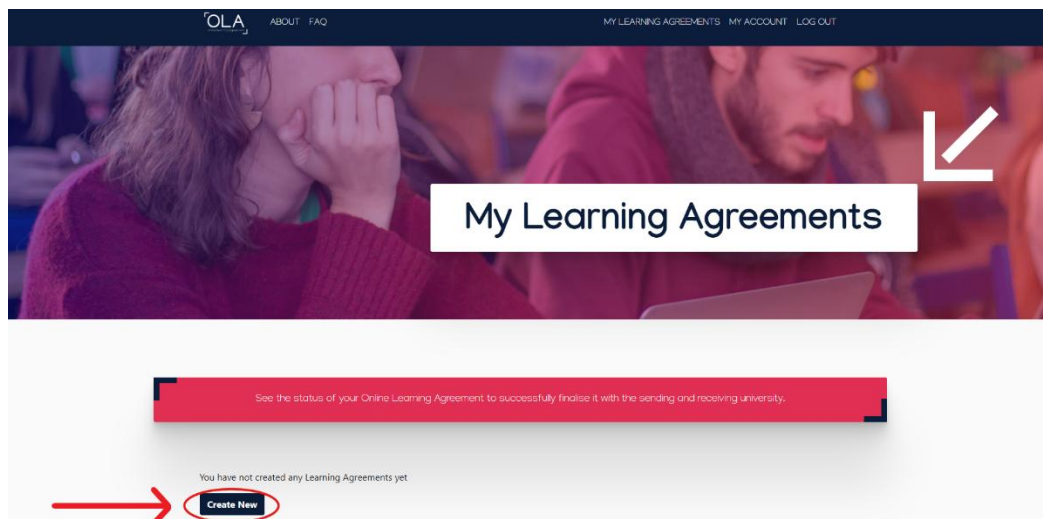 OLA ABOUT FAQ MY LEARNING AGREEMENTS MY ACCOUNT LOG OUT
My Learning Agreements
See the status of your Online Learning Agreement to successfully finalise it with the sending and receiving university.
You have not created any Learning Agreements yet
Create New